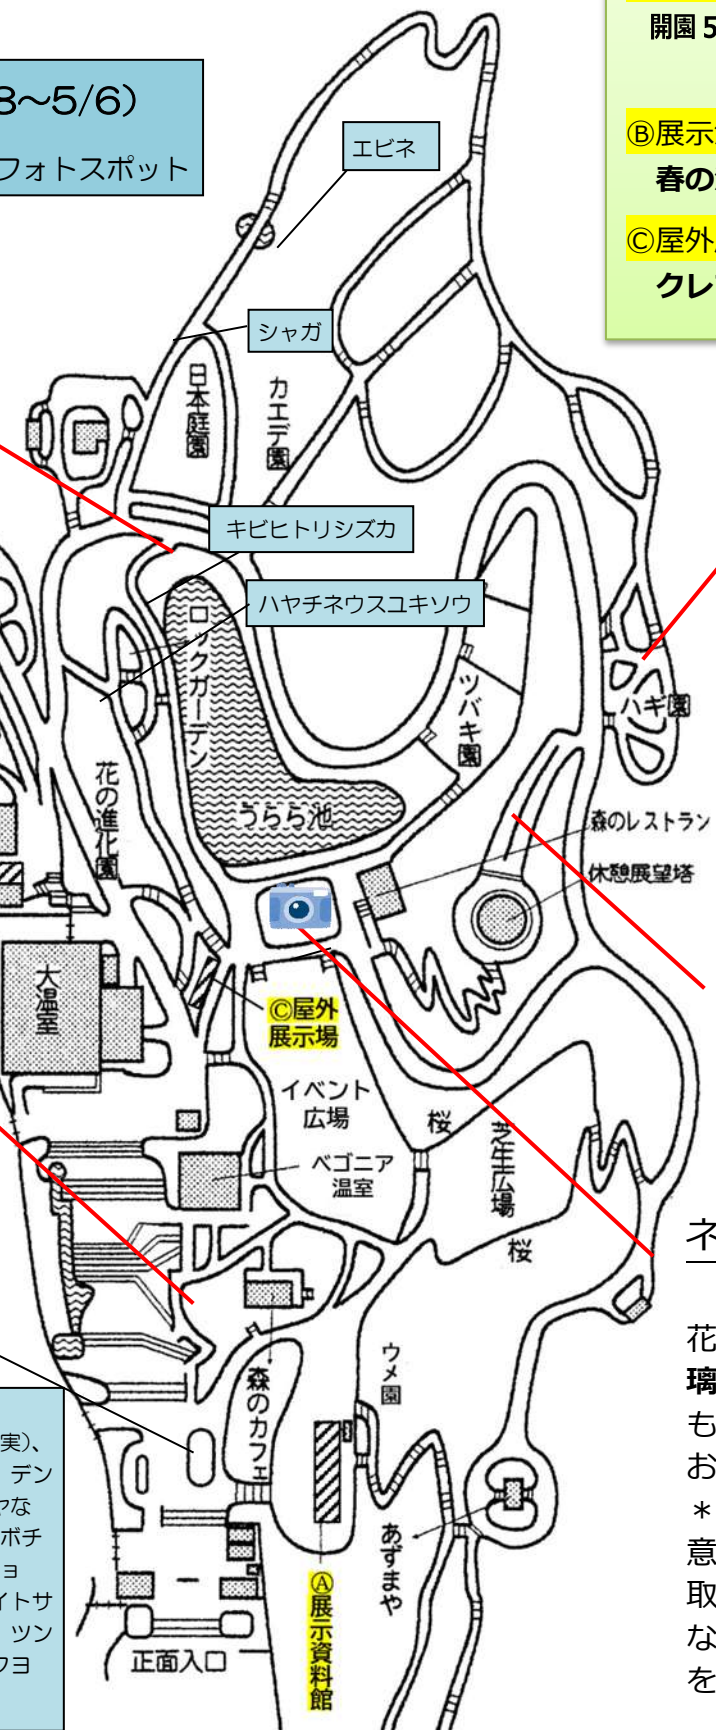 8～5/6）
フォトスポット
開園 5
Ⓑ展示
春の
Ⓒ屋外
クレ
エビネ
シャガ
日本庭園
カエデ園
キビヒトリシズカ
ハヤチネウスユキソウ
ロックガーデン
ツバキ園
ハギ園
花の進化園
うらら池
森のレストラン
休憩展望塔
大温室
Ⓒ屋外
展示場
イベント
広場
桜
芝生広場
ベゴニア
温室
桜
ウメ園
森のカフェ
あずまや
Ⓐ展示資料館
正面入口
実)、
デン
ヤな
ボチ
ョ
イトサ
ツン
クヨ
ネ
花
璃
も
お
＊
意
取
な
を